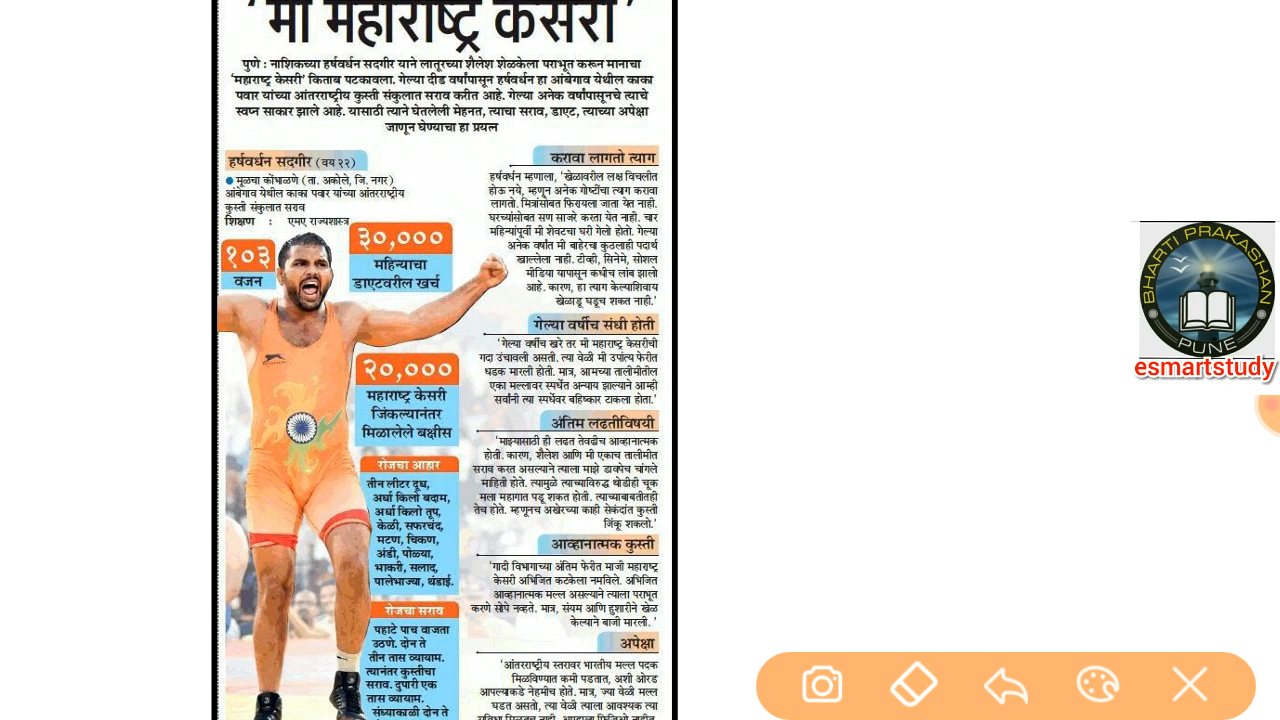 'मी महाराष्ट्र केसरी'
पुणे : नाशिकच्या हर्षवर्धन सदगीर याने लातूरच्या शैलेश शेळकेला पराभूत करून मानाचा
'महाराष्ट्र केसरी' किताब पटकावला. गेल्या दीड वर्षांपासून हर्षवर्धन हा आंबेगाव येथील काका
पवार यांच्या आंतरराष्ट्रीय कुस्ती संकुलात सराव करीत आहे. गेल्या अनेक वर्षांपासूनचे त्याचे
स्वप्न साकार झाले आहे. यासाठी त्याने घेतलेली मेहनत, त्याचा सराव, डाएट, त्याच्या अपेक्षा
जाणून घेण्याचा हा प्रयत्न
हर्षवर्धन सदगीर (वय २२)
मूळचा कोंभाळणे (ता. अकोले, जि. नगर)
आंबेगाव येथील काका पवार यांच्या आंतरराष्ट्रीय
कुस्ती संकुलात सराव
शिक्षण : एमए राज्यशास्त्र
१०३
वजन
३०,०००
महिन्याचा
डाएटवरील खर्च
२०,०००
महाराष्ट्र केसरी
जिंकल्यानंतर
मिळालेले बक्षीस
रोजचा आहार
तीन लीटर दूध,
अर्धा किलो बदाम,
अर्धा किलो तूप,
केळी, सफरचंद,
मटण, चिकण,
अंडी, पोळ्या,
भाकरी, सलाद,
पालेभाज्या, थंडाई.
रोजचा सराव
पहाटे पाच वाजता
उठणे. दोन ते
तीन तास व्यायाम.
त्यानंतर कुस्तीचा
सराव. दुपारी एक
तास व्यायाम.
संध्याकाळी दोन ते
करावा लागतो त्याग
हर्षवर्धन म्हणाला, 'खेळावरील लक्ष विचलीत
होऊ नये, म्हणून अनेक गोष्टींचा त्याग करावा
लागतो. मित्रांसोबत फिरायला जाता येत नाही.
घरच्यांसोबत सण साजरे करता येत नाही. चार
महिन्यांपूर्वी मी शेवटचा घरी गेलो होतो. गेल्या
अनेक वर्षांत मी बाहेरचा कुठलाही पदार्थ
खाल्लेला नाही. टीव्ही, सिनेमे, सोशल
मीडिया यापासून कधीच लांब झालो
आहे. कारण, हा त्याग केल्याशिवाय
खेळाडू घडूच शकत नाही.'
गेल्या वर्षीच संधी होती
'गेल्या वर्षीच खरे तर मी महाराष्ट्र केसरीची
गदा उंचावली असती. त्या वेळी मी उपांत्य फेरीत
धडक मारली होती. मात्र, आमच्या तालीमीतील
एका मल्लावर स्पर्धेत अन्याय झाल्याने आम्ही
सर्वांनी त्या स्पर्धेवर बहिष्कार टाकला होता.'
अंतिम लढतीविषयी
'माझ्यासाठी ही लढत तेवढीच आव्हानात्मक
होती. कारण, शैलेश आणि मी एकाच तालीमीत
सराव करत असल्याने त्याला माझे डावपेच चांगले
माहिती होते. त्यामुळे त्याच्याविरुद्ध थोडीही चूक
मला महागात पडू शकत होती. त्याच्याबाबतीतही
तेच होते. म्हणूनच अखेरच्या काही सेकंदांत कुस्ती
जिंकू शकलो.'
आव्हानात्मक कुस्ती
'गादी विभागाच्या अंतिम फेरीत माजी महाराष्ट्र
केसरी अभिजित कटकेला नमविले. अभिजित
आव्हानात्मक मल्ल असल्याने त्याला पराभूत
करणे सोपे नव्हते. मात्र, संयम आणि हुशारीने खेळ
केल्याने बाजी मारली. '
अपेक्षा
'आंतरराष्ट्रीय स्तरावर भारतीय मल्ल पदक
मिळविण्यात कमी पडतात, अशी ओरड
आपल्याकडे नेहमीच होते. मात्र, ज्या वेळी मल्ल
घडत असतो, त्या वेळी त्याला आवश्यक त्या
BHARTI PRAKASHAN
PUNE
esmartstudy